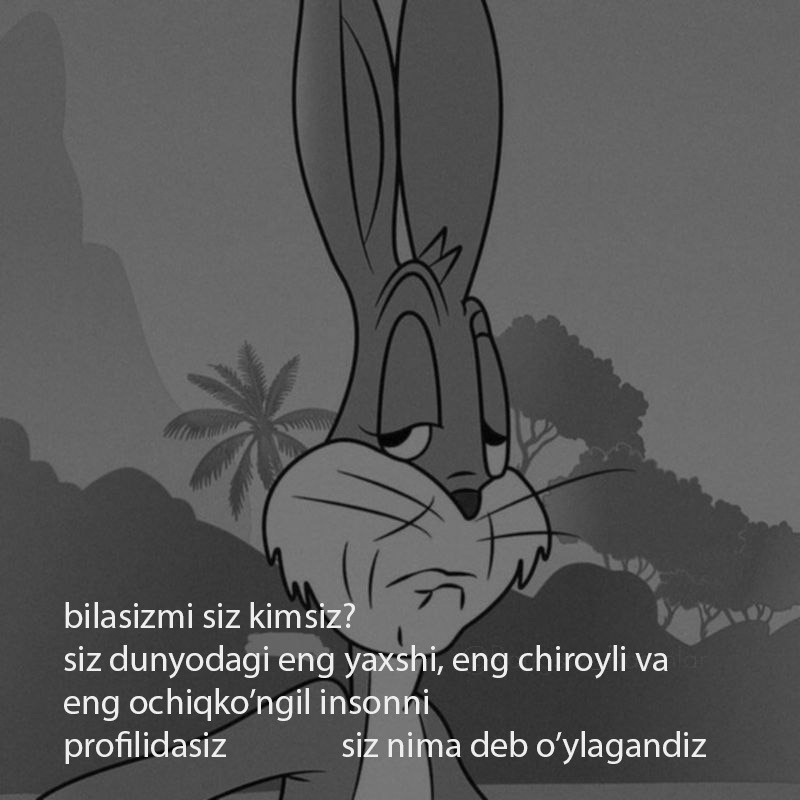 bilasizmi siz kimsiz?
siz dunyodagi eng yaxshi, eng chiroyli va
eng ochiqko’ngil insonni
profilidasiz siz nima deb o’ylagandiz